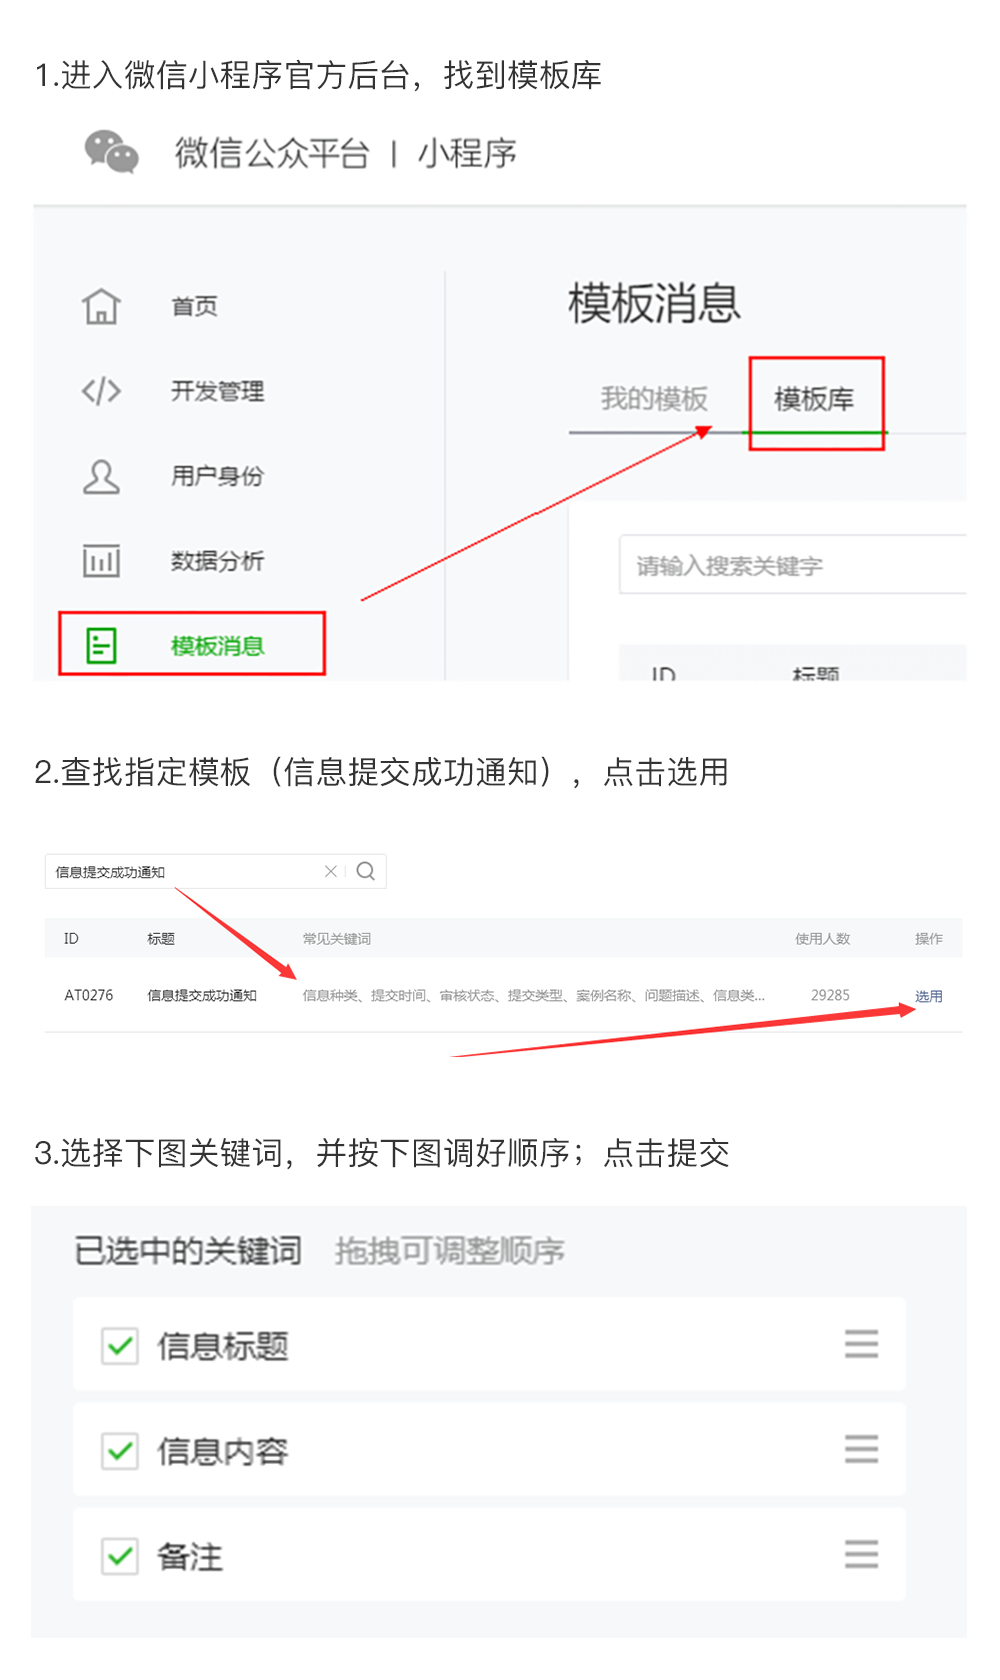 1.进入微信小程序官方后台，找到模板库
微信公众平台 | 小程序
首页
开发管理
用户身份
数据分析
模板消息
模板消息
我的模板 模板库
请输入搜索关键字
ID 标题
2.查找指定模板（信息提交成功通知），点击选用
信息提交成功通知
ID 标题 常见关键词 使用人数 操作
AT0276 信息提交成功通知 信息种类、提交时间、审核状态、提交类型、案例名称、问题描述、信息类... 29285 选用
3.选择下图关键词，并按下图调好顺序；点击提交
已选中的关键词 拖拽可调整顺序
信息标题
信息内容
备注